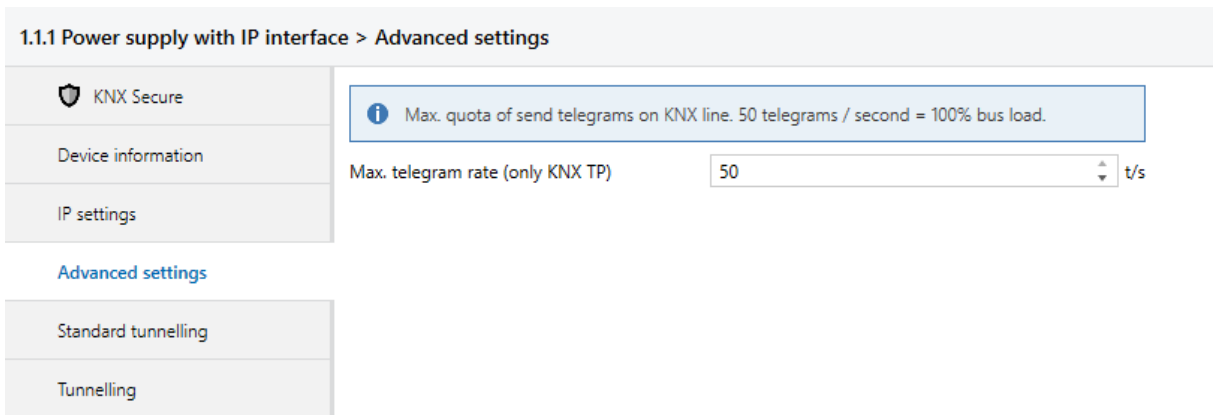 1.1.1 Power supply with IP interface > Advanced settings
KNX Secure
Device information
IP settings
Advanced settings
Standard tunnelling
Tunnelling
Max. quota of send telegrams on KNX line. 50 telegrams / second = 100% bus load.
Max. telegram rate (only KNX TP) 50 t/s